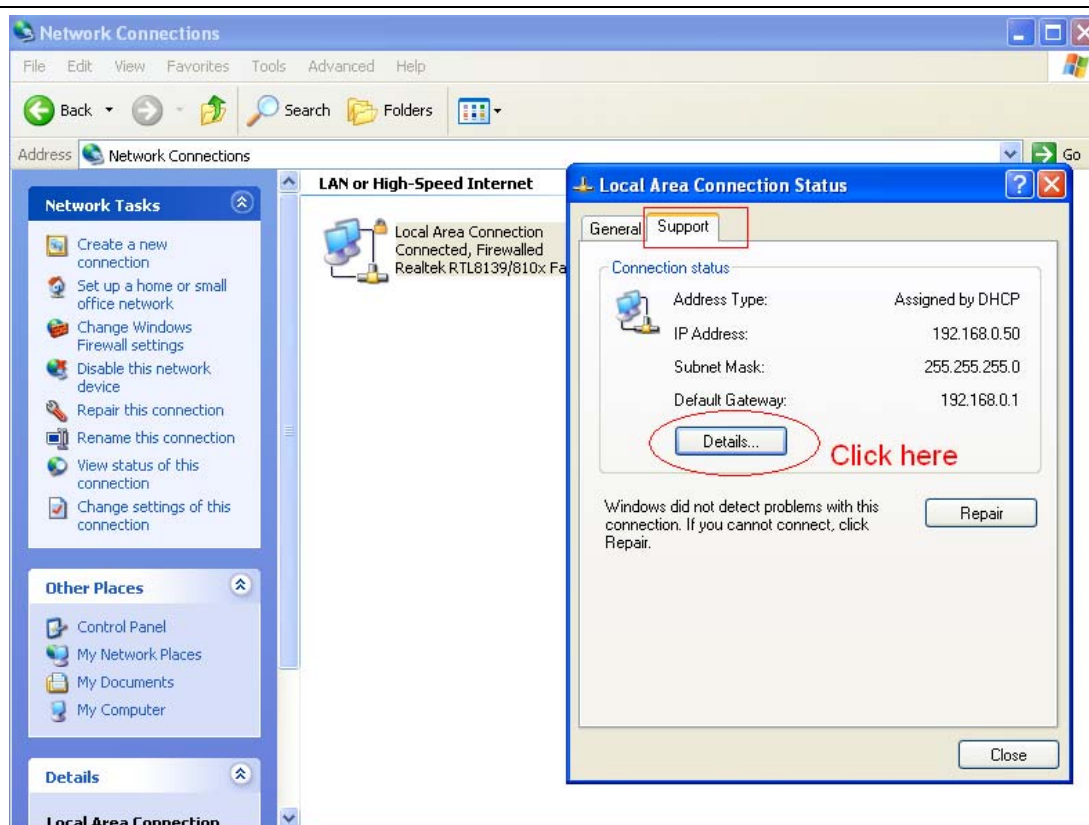 Network Connections
File Edit View Favorites Tools Advanced Help
Back Search Folders
Address Network Connections Go
Network Tasks
Create a new
connection
Set up a home or small
office network
Change Windows
Firewall settings
Disable this network
device
Repair this connection
Rename this connection
View status of this
connection
Change settings of this
connection
Other Places
Control Panel
My Network Places
My Documents
My Computer
Details
Local Area Connection
LAN or High-Speed Internet
Local Area Connection
Connected, Firewalled
Realtek RTL8139/810x Fa
Local Area Connection Status
General Support
Connection status
Address Type: Assigned by DHCP
IP Address: 192.168.0.50
Subnet Mask: 255.255.255.0
Default Gateway: 192.168.0.1
Details...
Click here
Windows did not detect problems with this
connection. If you cannot connect, click
Repair.
Repair
Close